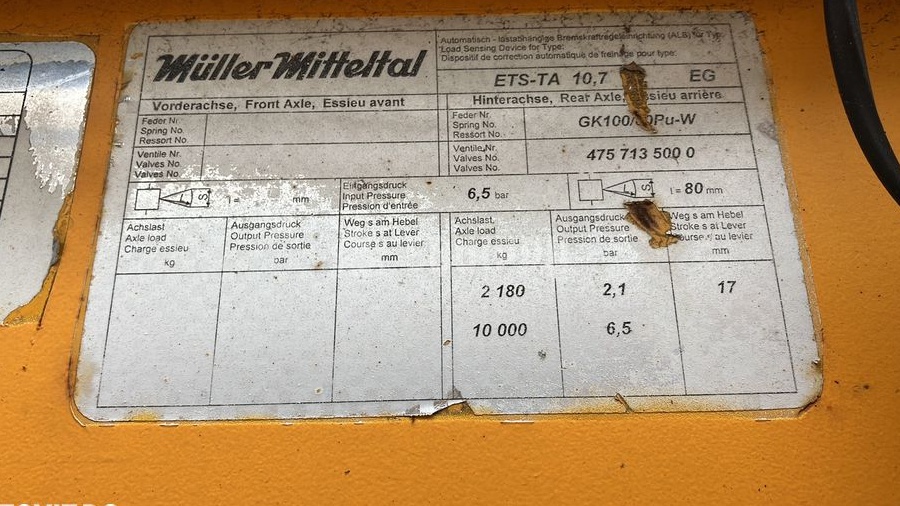 Müller Mitteltal
Automatisch - lastabhängige Bremskraftregeleinrichtung (ALB) für Typ:
Load Sensing Device for Type:
Dispositif de correction automatique de freinage pour type:
ETS-TA 10,7 EG
Vorderachse, Front Axle, Essieu avant
Hinterachse, Rear Axle, Essieu arrière
Feder Nr.
Spring No.
Ressort No.
Feder Nr.
Spring No.
Ressort No.
GK100/ Pu-W
Ventile Nr.
Valves No.
Valves No.
Ventile Nr.
Valves No.
Valves No.
475 713 500 0
L S
l = mm
Eingangsdruck
Input Pressure
Pression d'entrée
6,5 bar
L S
l = 80 mm
Achslast
Axle load
Charge essieu
kg
Ausgangsdruck
Output Pressure
Pression de sortie
bar
Weg s am Hebel
Stroke s at Lever
Course s au levier
mm
Achslast
Axle load
Charge essieu
kg
Ausgangsdruck
Output Pressure
Pression de sortie
bar
Weg s am Hebel
Stroke s at Lever
Course s au levier
mm
2 180 2,1 17
10 000 6,5